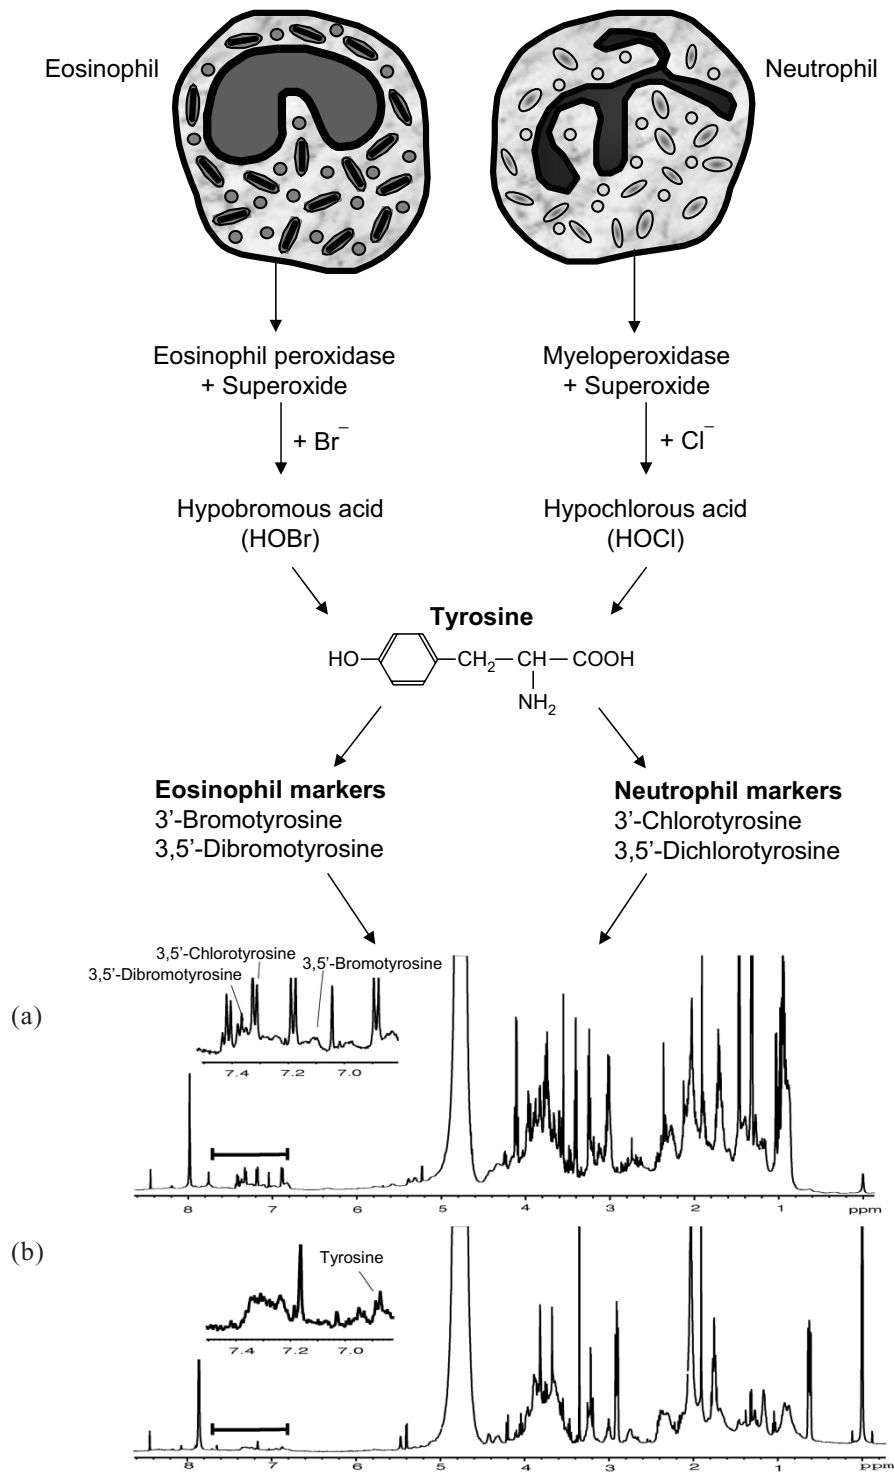 Eosinophil
Neutrophil
Eosinophil peroxidase
+ Superoxide
Myeloperoxidase
+ Superoxide
+ Br⁻
+ Cl⁻
Hypobromous acid
(HOBr)
Hypochlorous acid
(HOCl)
Tyrosine
HO CH₂ CH COOH
NH₂
Eosinophil markers
3’-Bromotyrosine
3,5’-Dibromotyrosine
Neutrophil markers
3’-Chlorotyrosine
3,5’-Dichlorotyrosine
(a)
3,5’-Chlorotyrosine
3,5’-Dibromotyrosine
3,5’-Bromotyrosine
7.4 7.2 7.0
8 7 6 5 4 3 2 1 ppm
(b)
Tyrosine
7.4 7.2 7.0
8 7 6 5 4 3 2 1 ppm